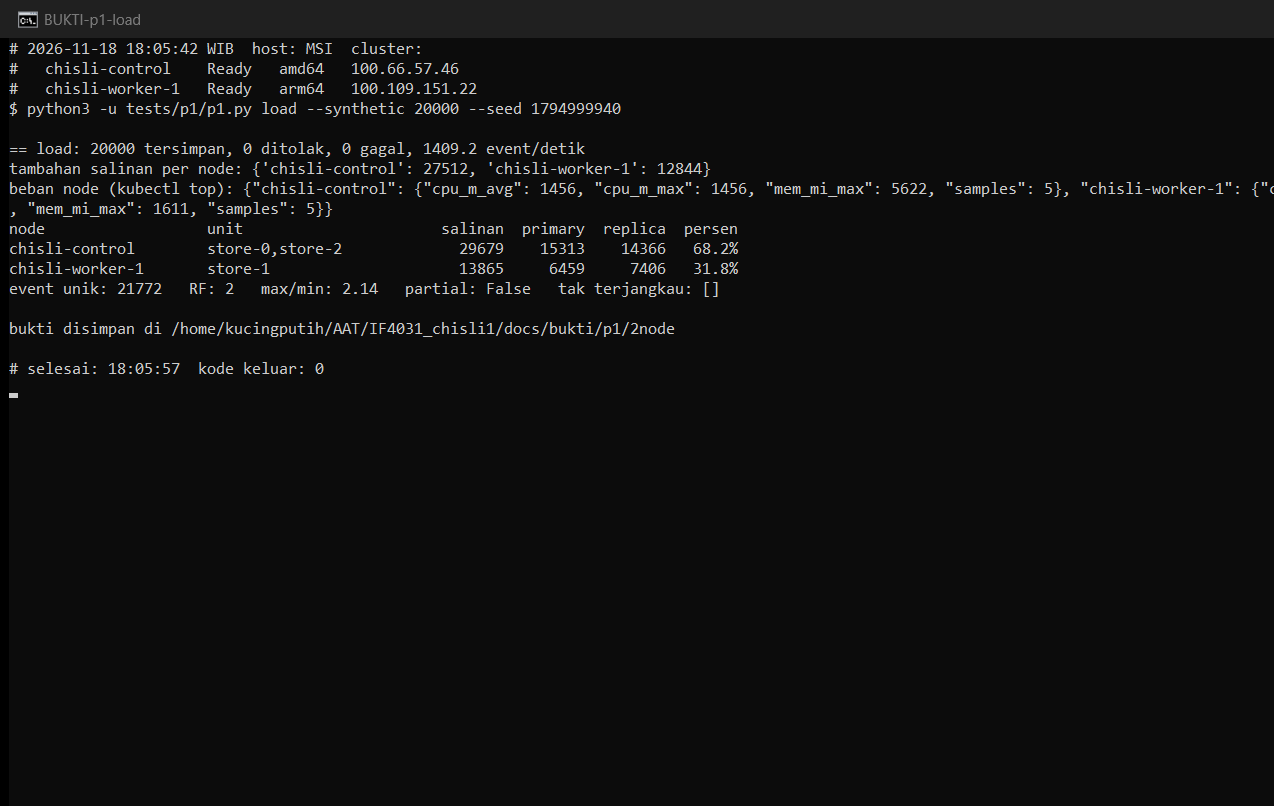 BUKTI-p1-load
# 2026-11-18 18:05:42 WIB  host: MSI  cluster:
#   chisli-control    Ready   amd64   100.66.57.46
#   chisli-worker-1   Ready   arm64   100.109.151.22
$ python3 -u tests/p1/p1.py load --synthetic 20000 --seed 1794999940
== load: 20000 tersimpan, 0 ditolak, 0 gagal, 1409.2 event/detik
tambahan salinan per node: {'chisli-control': 27512, 'chisli-worker-1': 12844}
beban node (kubectl top): {"chisli-control": {"cpu_m_avg": 1456, "cpu_m_max": 1456, "mem_mi_max": 5622, "samples": 5}, "chisli-worker-1": {"c
, "mem_mi_max": 1611, "samples": 5}}
node                  unit                      salinan  primary  replica  persen
chisli-control        store-0,store-2             29679    15313    14366  68.2%
chisli-worker-1       store-1                     13865     6459     7406  31.8%
event unik: 21772   RF: 2   max/min: 2.14   partial: False   tak terjangkau: []
bukti disimpan di /home/kucingputih/AAT/IF4031_chisli1/docs/bukti/p1/2node
# selesai: 18:05:57  kode keluar: 0